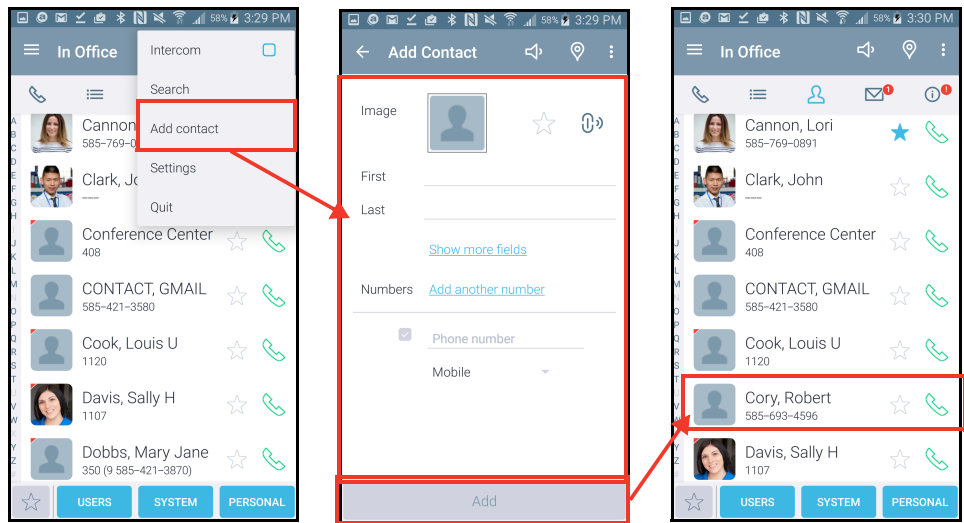 58% 3:29 PM
In Office
Intercom
Search
Add contact
Settings
Quit
A
B
C
D
E
F
G
H
I
J
K
L
M
N
O
P
Q
R
S
T
U
V
W
Y
Z
Cannon
585-769-0
Clark, Jo
---
Conference Center
408
CONTACT, GMAIL
585-421-3580
Cook, Louis U
1120
Davis, Sally H
1107
Dobbs, Mary Jane
350 (9 585-421-3870)
USERS
SYSTEM
PERSONAL
58% 3:29 PM
Add Contact
Image
First
Last
Show more fields
Numbers Add another number
Phone number
Mobile
Add
58% 3:30 PM
In Office
!
1
!
A
B
C
D
E
F
G
H
I
J
K
L
M
N
O
P
Q
R
S
T
U
V
W
Y
Z
Cannon, Lori
585-769-0891
Clark, John
---
Conference Center
408
CONTACT, GMAIL
585-421-3580
Cook, Louis U
1120
Cory, Robert
585-693-4596
Davis, Sally H
1107
USERS
SYSTEM
PERSONAL